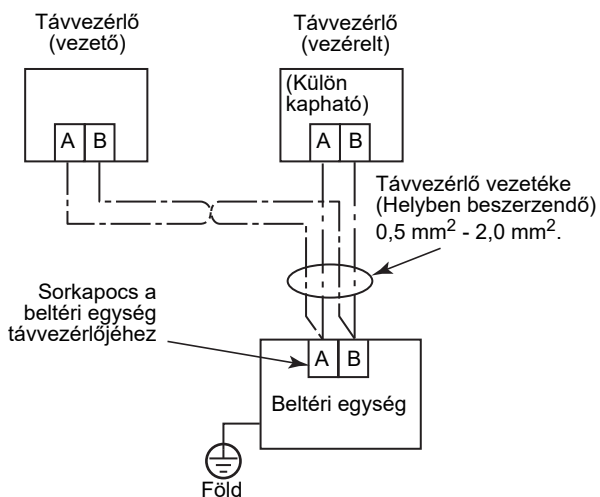 Távvezérlő
(vezető)
Távvezérlő
(vezérelt)
(Külön
kapható)
A B
A B
Távvezérlő vezetéke
(Helyben beszerzendő)
0,5 mm² - 2,0 mm².
Sorkapocs a
beltéri egység
távvezérlőjéhez
A B
Beltéri egység
Föld